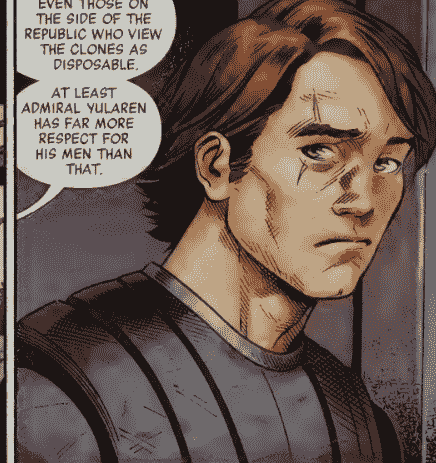 EVEN THOSE ON
THE SIDE OF THE
REPUBLIC WHO VIEW
THE CLONES AS
DISPOSABLE.
AT LEAST
ADMIRAL YULAREN
HAS FAR MORE
RESPECT FOR
HIS MEN THAN
THAT.